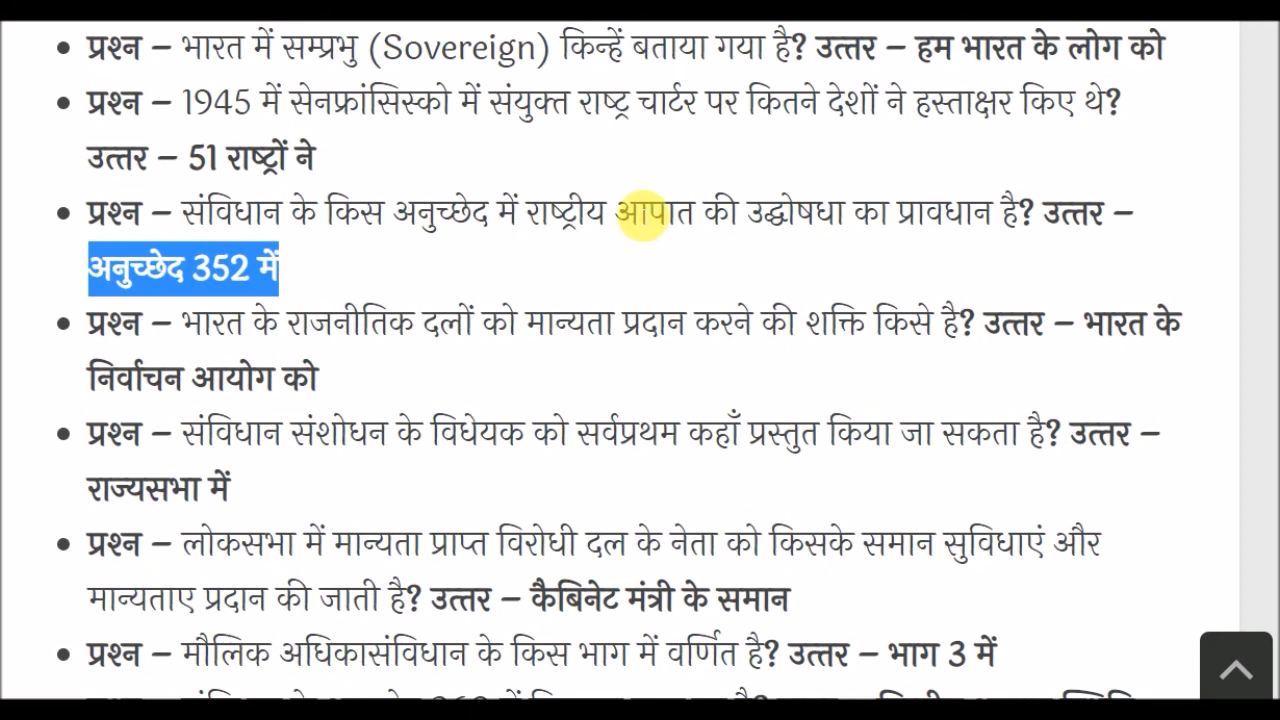 • प्रश्न – भारत में सम्प्रभु (Sovereign) किन्हें बताया गया है? उत्तर – हम भारत के लोग को
• प्रश्न – 1945 में सेनफ्रांसिस्को में संयुक्त राष्ट्र चार्टर पर कितने देशों ने हस्ताक्षर किए थे?
उत्तर – 51 राष्ट्रों ने
• प्रश्न – संविधान के किस अनुच्छेद में राष्ट्रीय आपात की उद्घोषधा का प्रावधान है? उत्तर –
अनुच्छेद 352 में
• प्रश्न – भारत के राजनीतिक दलों को मान्यता प्रदान करने की शक्ति किसे है? उत्तर – भारत के
निर्वाचन आयोग को
• प्रश्न – संविधान संशोधन के विधेयक को सर्वप्रथम कहाँ प्रस्तुत किया जा सकता है? उत्तर –
राज्यसभा में
• प्रश्न – लोकसभा में मान्यता प्राप्त विरोधी दल के नेता को किसके समान सुविधाएं और
मान्यताए प्रदान की जाती है? उत्तर – कैबिनेट मंत्री के समान
• प्रश्न – मौलिक अधिकासंविधान के किस भाग में वर्णित है? उत्तर – भाग 3 में